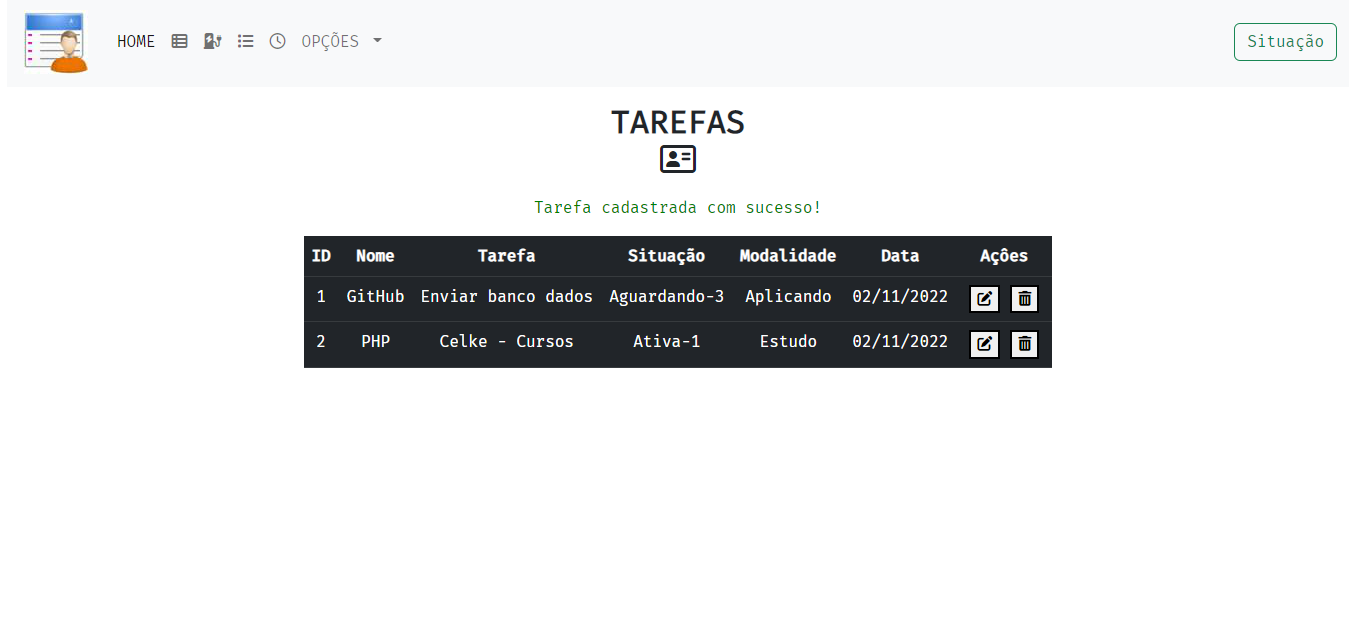 HOME OPÇÕES Situação
TAREFAS
Tarefa cadastrada com sucesso!
ID Nome Tarefa Situação Modalidade Data Açôes
1 GitHub Enviar banco dados Aguardando-3 Aplicando 02/11/2022
2 PHP Celke - Cursos Ativa-1 Estudo 02/11/2022